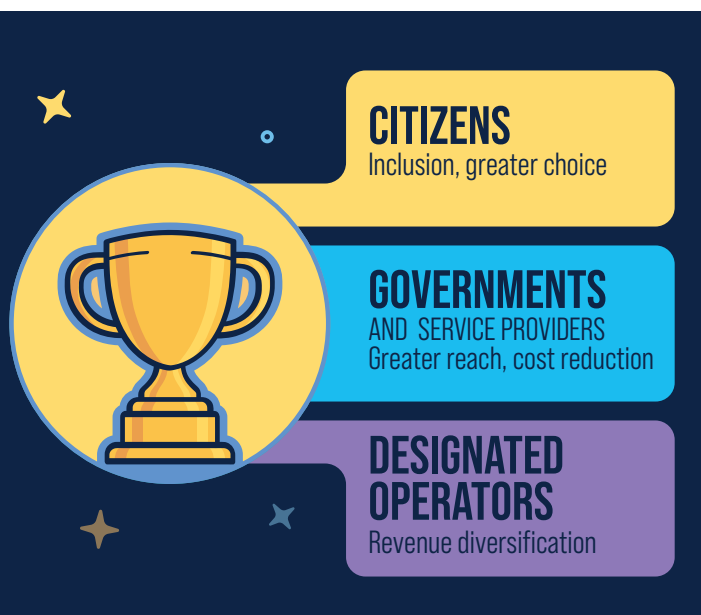 CITIZENS
Inclusion, greater choice
GOVERNMENTS
AND SERVICE PROVIDERS
Greater reach, cost reduction
DESIGNATED
OPERATORS
Revenue diversification